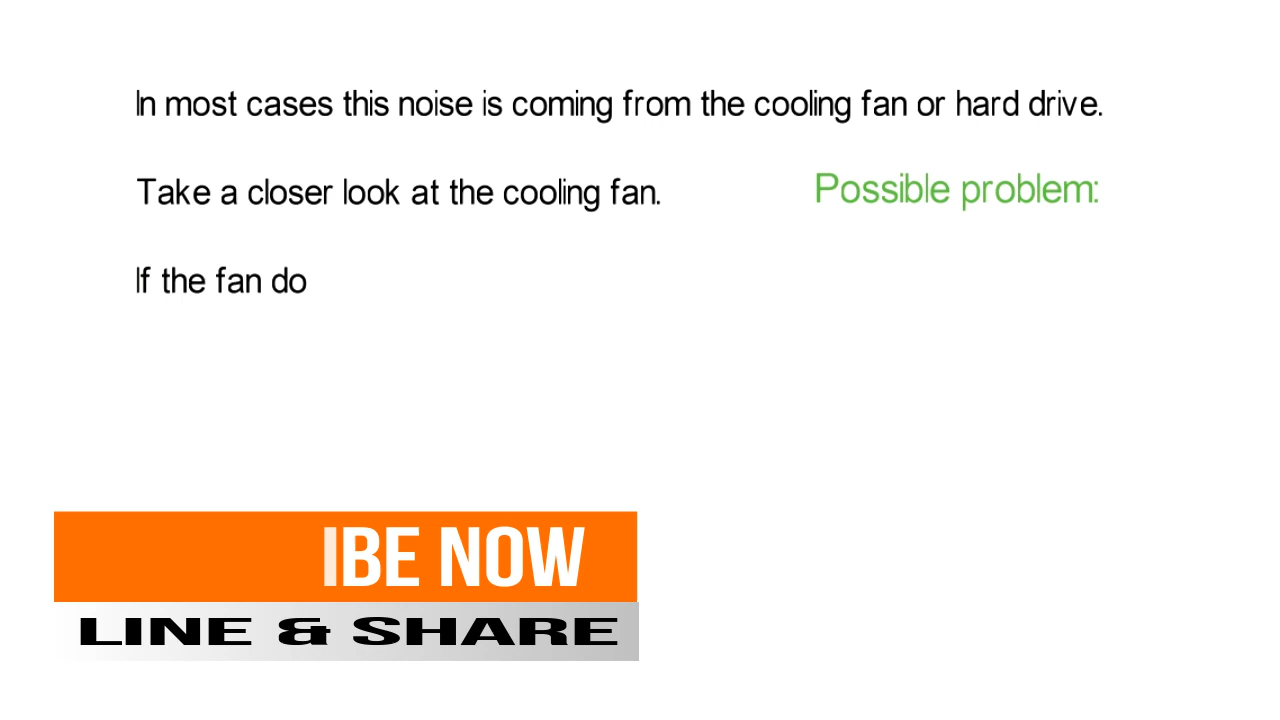 In most cases this noise is coming from the cooling fan or hard drive.
Take a closer look at the cooling fan.
Possible problem:
If the fan do
IBE NOW
LINE & SHARE